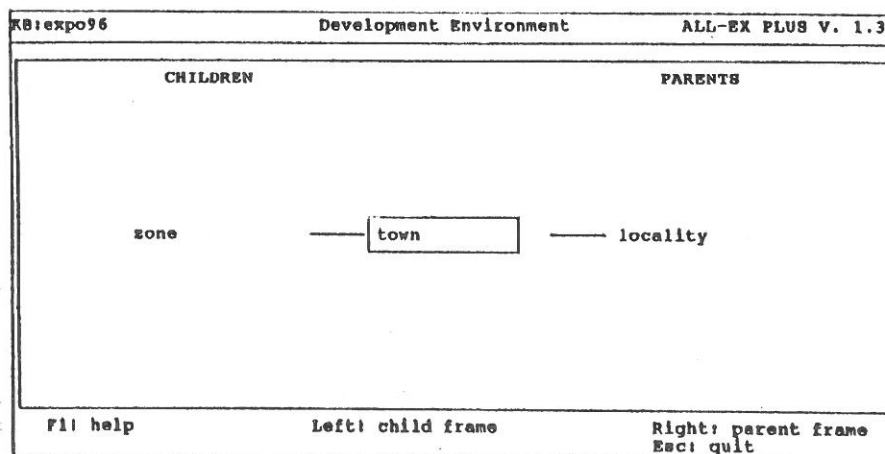 KB:expo96 Development Environment ALL-EX PLUS V. 1.3
CHILDREN PARENTS
zone town locality
F1: help Left: child frame Right: parent frame
Esc: quit